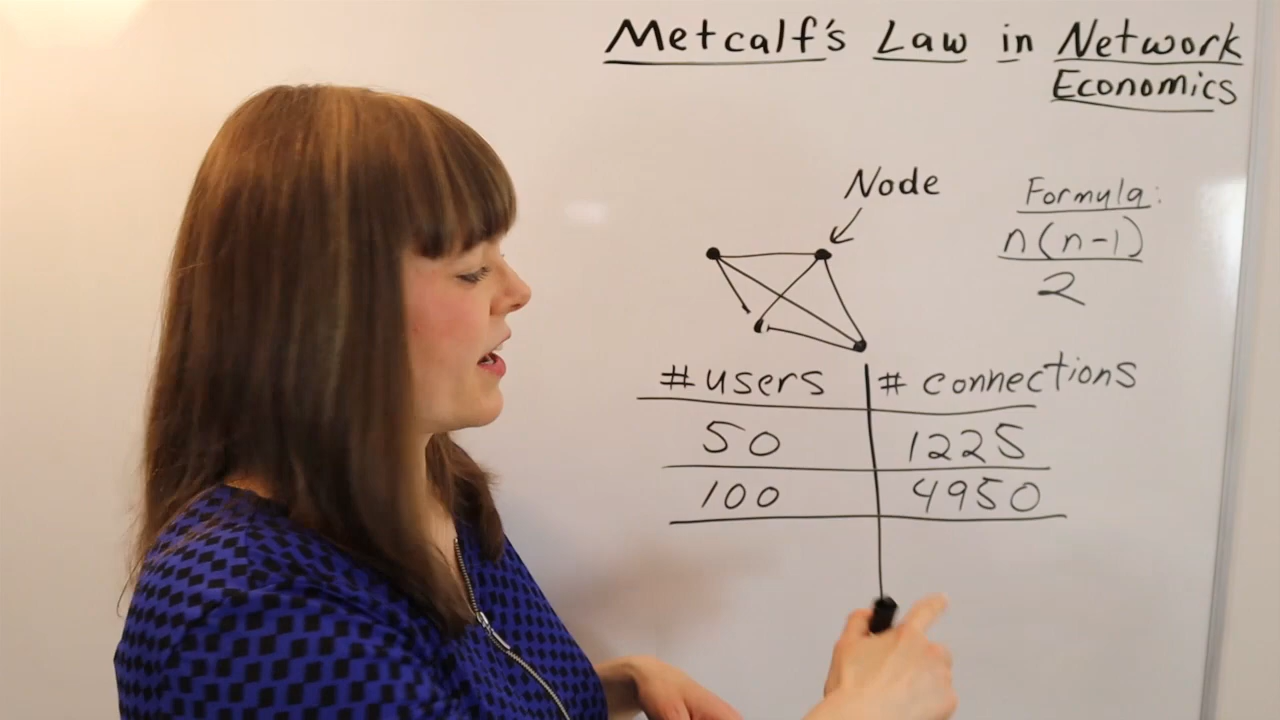 Metcalf's Law in Network
Economics
Node
Formula:
n(n-1)
2
# users # connections
50 1225
100 4950